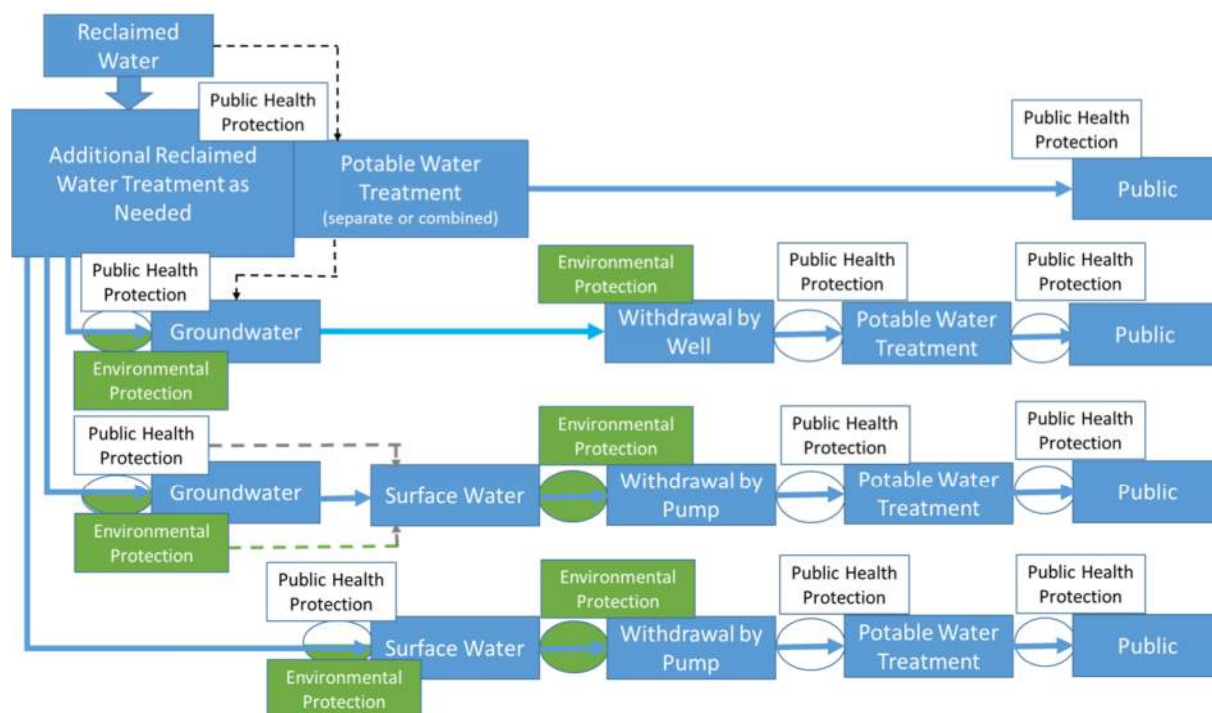 Reclaimed
Water
Public Health
Protection
Additional Reclaimed
Water Treatment as
Needed
Potable Water
Treatment
(separate or combined)
Public Health
Protection
Public
Public Health
Protection
Groundwater
Environmental
Protection
Environmental
Protection
Withdrawal by
Well
Public Health
Protection
Potable Water
Treatment
Public Health
Protection
Public
Public Health
Protection
Groundwater
Environmental
Protection
Surface Water
Environmental
Protection
Withdrawal by
Pump
Public Health
Protection
Potable Water
Treatment
Public Health
Protection
Public
Public Health
Protection
Surface Water
Environmental
Protection
Environmental
Protection
Withdrawal by
Pump
Public Health
Protection
Potable Water
Treatment
Public Health
Protection
Public